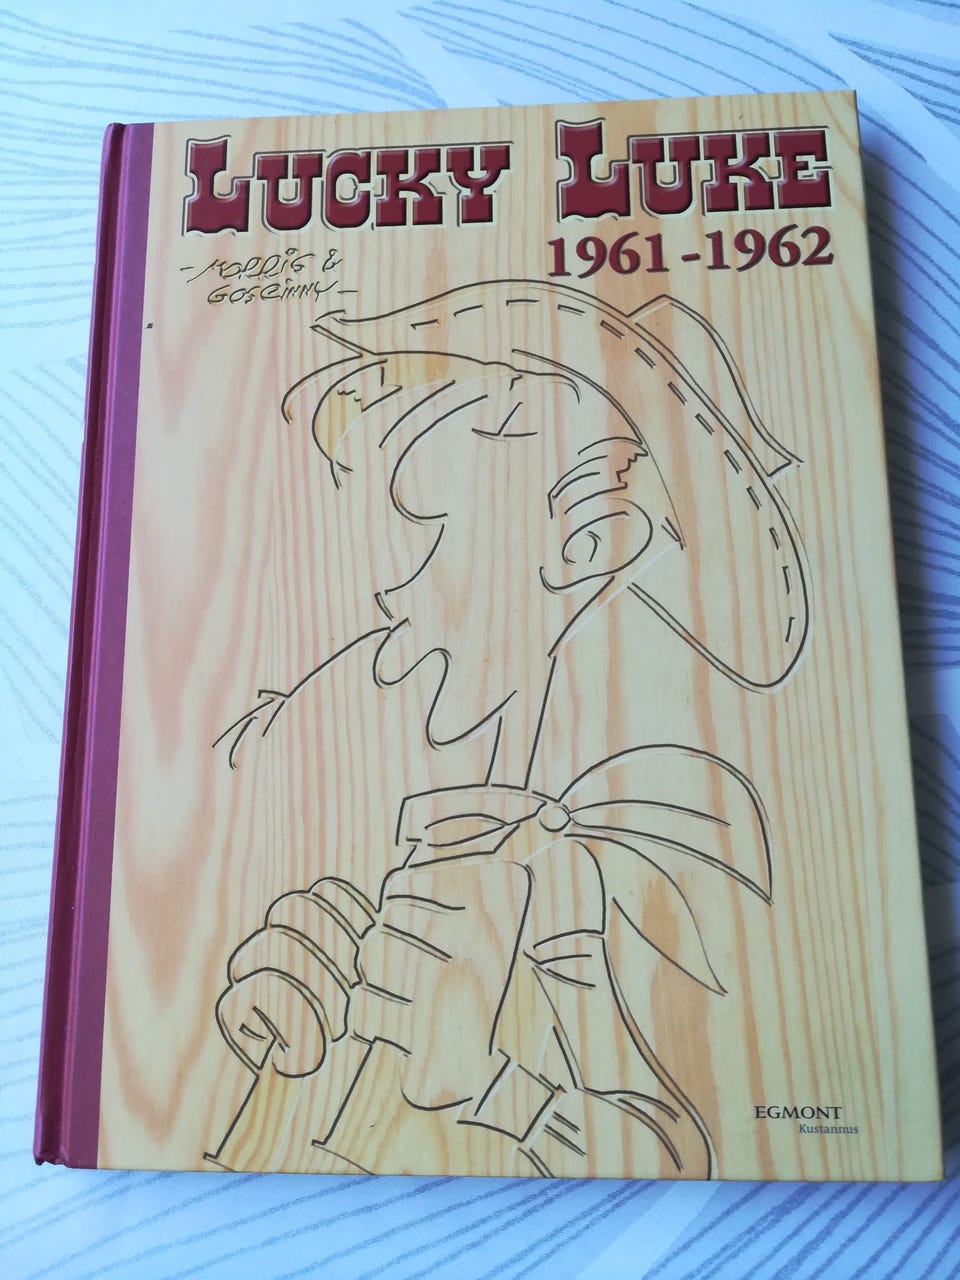 LUCKY LUKE
1961-1962
-MORRIS &
GOSCINNY-
EGMONT
Kustannus